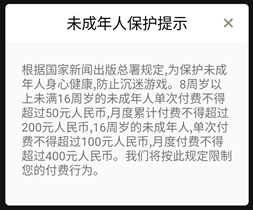 未成年人保护提示
根据国家新闻出版总署规定,为保护未成
年人身心健康,防止沉迷游戏。8周岁以
上未满16周岁的未成年人单次付费不得
超过50元人民币,月度累计付费不得超过
200元人民币,16周岁的未成年人,单次付
费不得超过100元人民币,月度付费不得
超过400元人民币。我们将按此规定限制
您的付费行为。